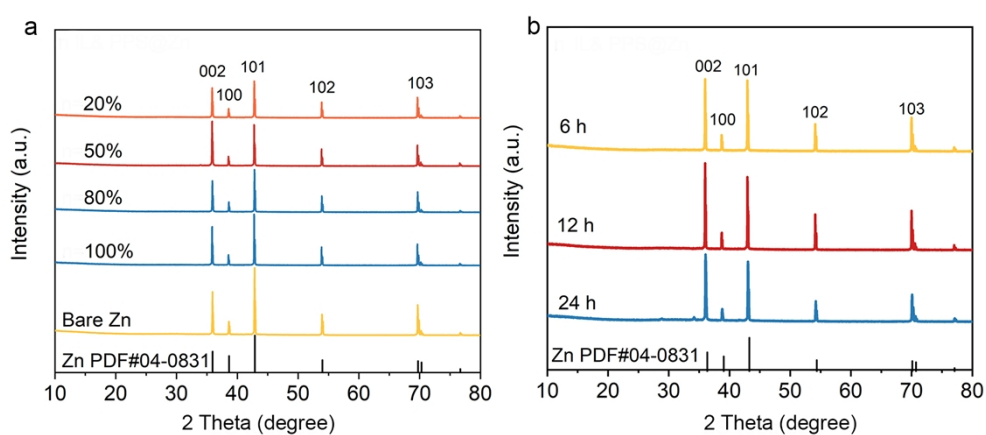 a
Intensity (a.u.)
002
100
101
102
103
20%
50%
80%
100%
Bare Zn
Zn PDF#04-0831
10 20 30 40 50 60 70 80
2 Theta (degree)
b
Intensity (a.u.)
002
100
101
102
103
6 h
12 h
24 h
Zn PDF#04-0831
10 20 30 40 50 60 70 80
2 Theta (degree)